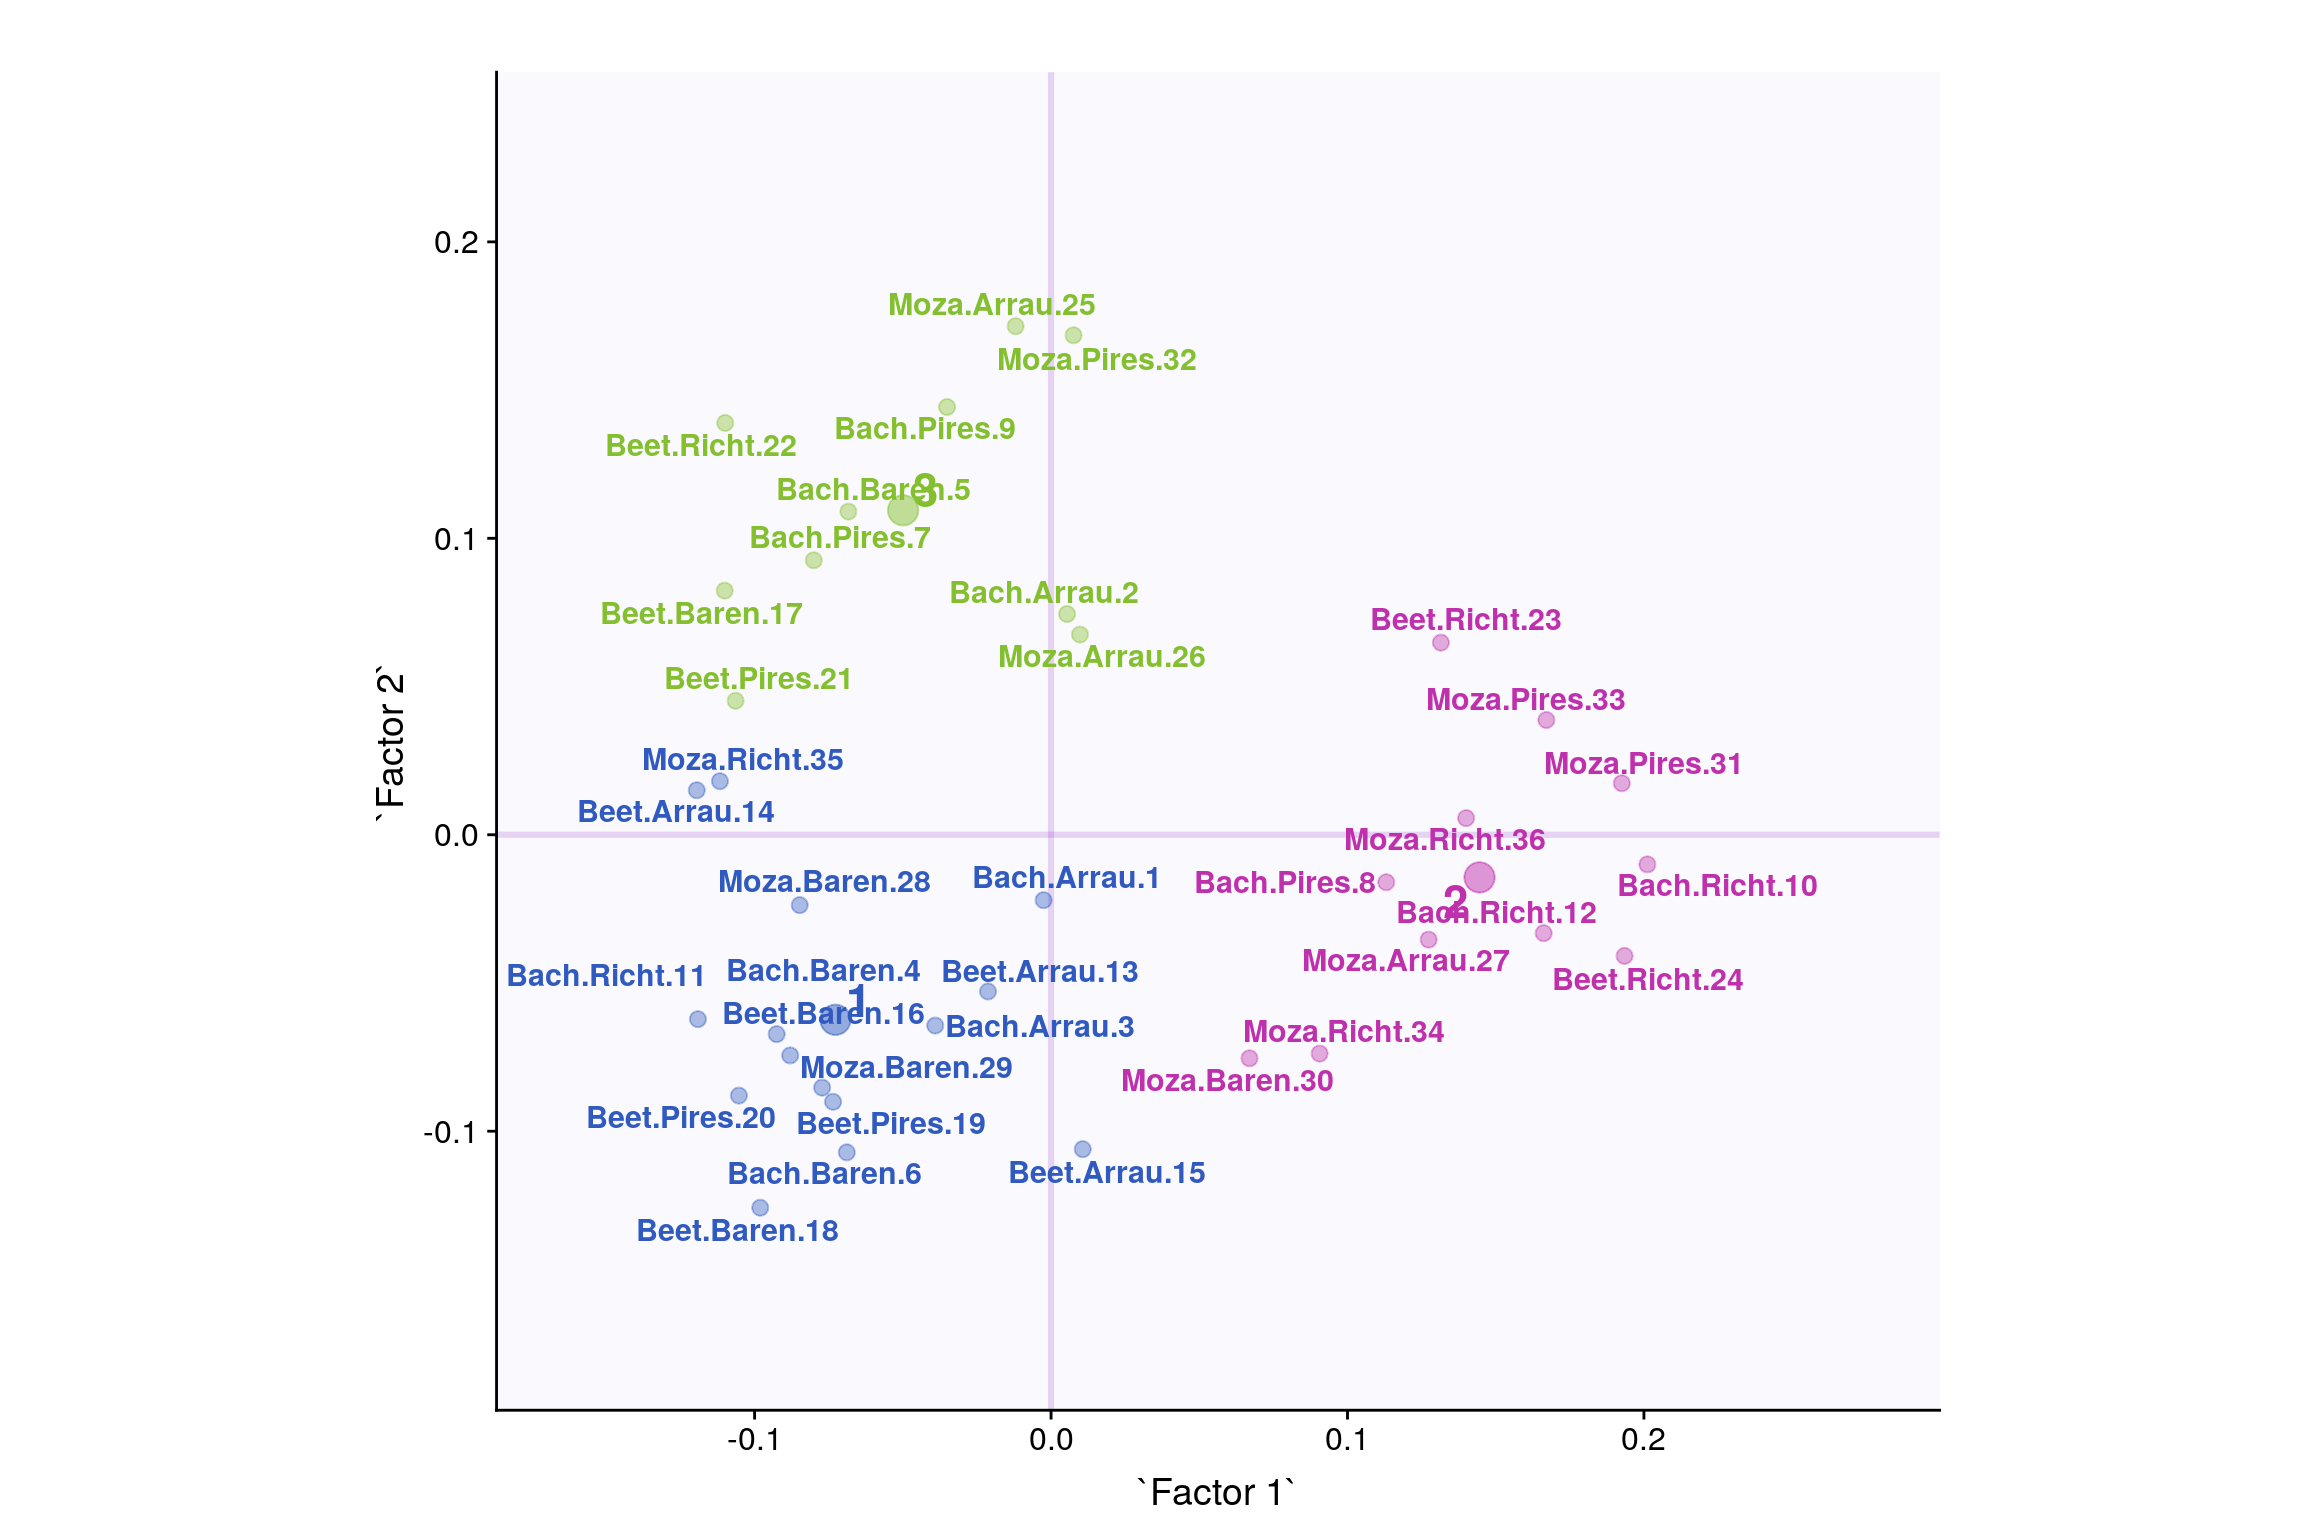 0.2
0.1
0.0
-0.1
`Factor 2`
Moza.Arrau.25
Moza.Pires.32
Bach.Pires.9
Beet.Richt.22
Bach.Baren.5
3
Bach.Pires.7
Bach.Arrau.2
Beet.Baren.17
Beet.Richt.23
Moza.Arrau.26
Beet.Pires.21
Moza.Pires.33
Moza.Richt.35
Moza.Pires.31
Beet.Arrau.14
Moza.Richt.36
Moza.Baren.28
Bach.Arrau.1
Bach.Pires.8
Bach.Richt.10
2
Bach.Richt.12
Moza.Arrau.27
Bach.Richt.11
Bach.Baren.4
Beet.Arrau.13
Beet.Richt.24
1
Beet.Baren.16
Bach.Arrau.3
Moza.Richt.34
Moza.Baren.29
Moza.Baren.30
Beet.Pires.20
Beet.Pires.19
Bach.Baren.6
Beet.Arrau.15
Beet.Baren.18
-0.1
0.0
0.1
0.2
`Factor 1`